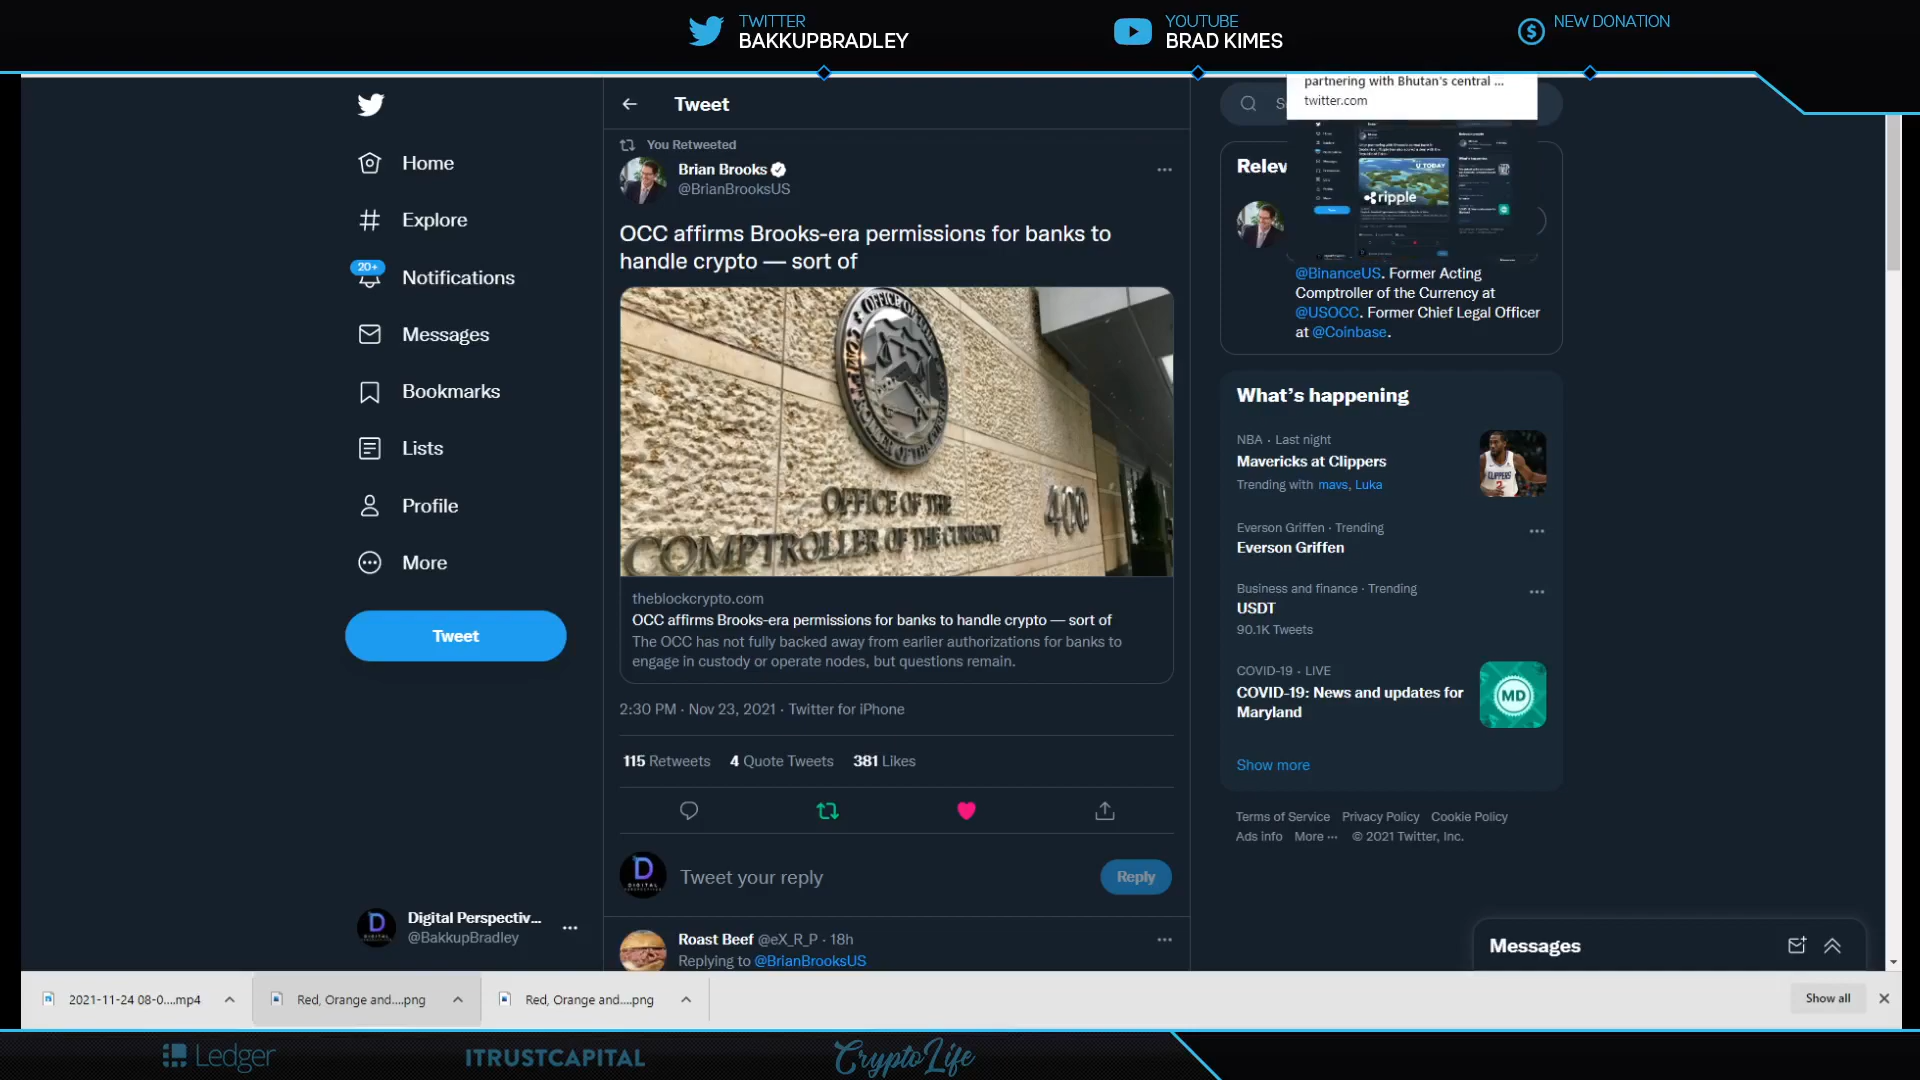 TWITTER
BAKKUPBRADLEY
YOUTUBE
BRAD KIMES
NEW DONATION
partnering with Bhutan's central ...
twitter.com
Home
Explore
20+
Notifications
Messages
Bookmarks
Lists
Profile
More
Tweet
Digital Perspectiv...
@BakkupBradley
Tweet
You Retweeted
Brian Brooks
@BrianBrooksUS
OCC affirms Brooks-era permissions for banks to
handle crypto — sort of
OFFICE OF THE
COMPTROLLER OF THE CURRENCY
400
theblockcrypto.com
OCC affirms Brooks-era permissions for banks to handle crypto — sort of
The OCC has not fully backed away from earlier authorizations for banks to
engage in custody or operate nodes, but questions remain.
2:30 PM · Nov 23, 2021 · Twitter for iPhone
115 Retweets 4 Quote Tweets 381 Likes
Tweet your reply
Reply
Roast Beef @eX_R_P · 18h
Replying to @BrianBrooksUS
Relev
U TODAY
ripple
@BinanceUS. Former Acting
Comptroller of the Currency at
@USOCC. Former Chief Legal Officer
at @Coinbase.
What's happening
NBA · Last night
Mavericks at Clippers
Trending with mavs, Luka
Everson Griffen · Trending
Everson Griffen
Business and finance · Trending
USDT
90.1K Tweets
COVID-19 · LIVE
COVID-19: News and updates for
Maryland
MD
Show more
Terms of Service Privacy Policy Cookie Policy
Ads info More ··· © 2021 Twitter, Inc.
Messages
2021-11-24 08-0....mp4
Red, Orange and....png
Red, Orange and....png
Show all
Ledger
ITRUSTCAPITAL
CryptoLife